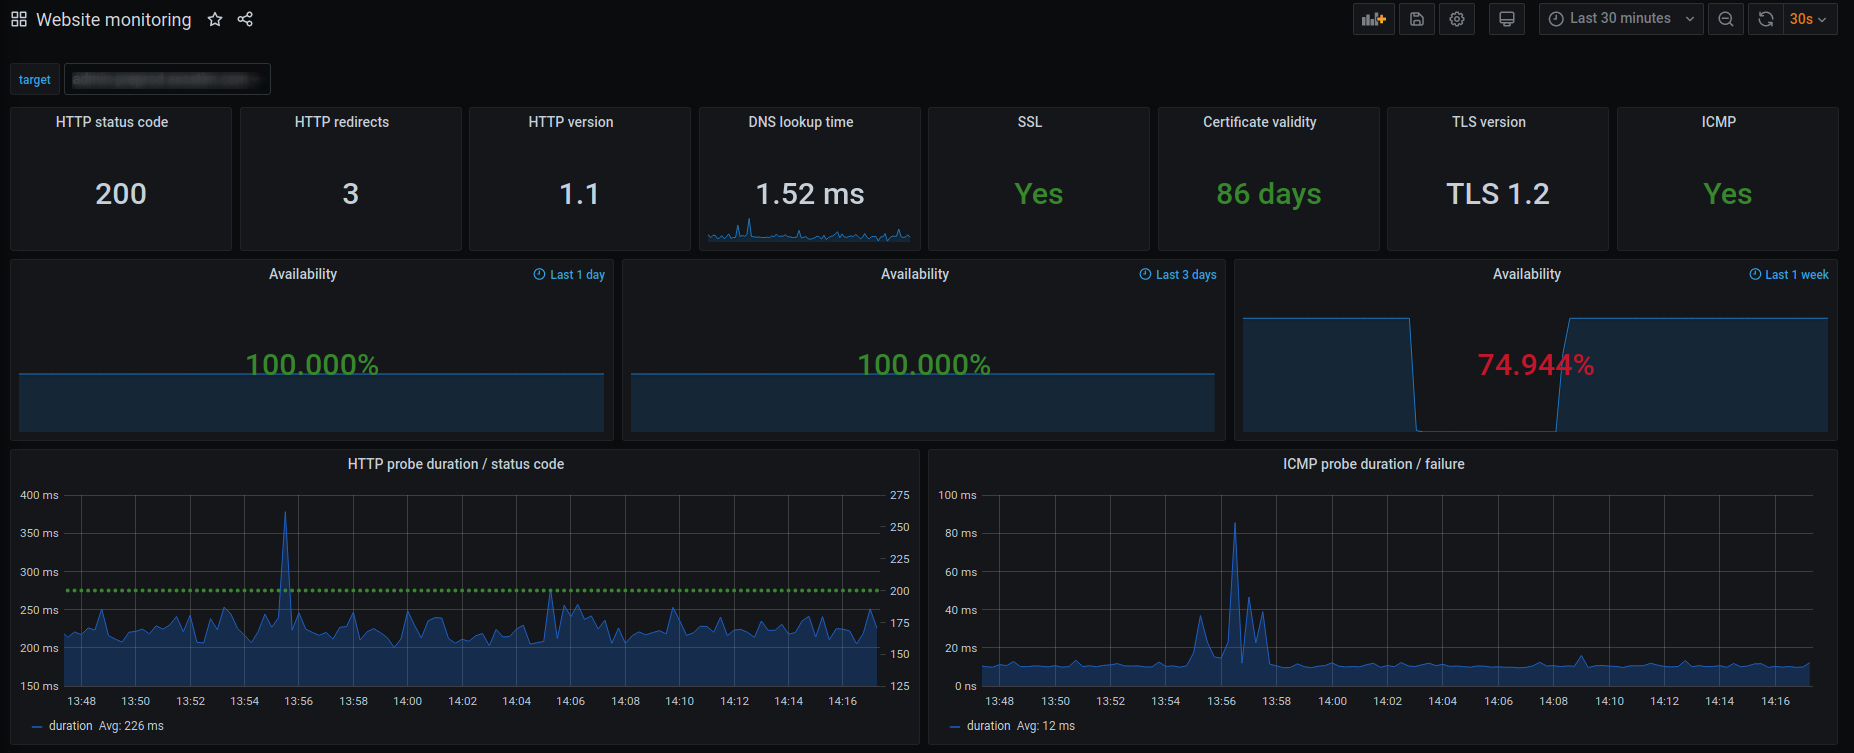 Website monitoring
Last 30 minutes
30s
target
HTTP status code
200
HTTP redirects
3
HTTP version
1.1
DNS lookup time
1.52 ms
SSL
Yes
Certificate validity
86 days
TLS version
TLS 1.2
ICMP
Yes
Availability
Last 1 day
100.000%
Availability
Last 3 days
100.000%
Availability
Last 1 week
74.944%
HTTP probe duration / status code
400 ms
350 ms
300 ms
250 ms
200 ms
150 ms
275
250
225
200
175
150
125
13:48 13:50 13:52 13:54 13:56 13:58 14:00 14:02 14:04 14:06 14:08 14:10 14:12 14:14 14:16
duration Avg: 226 ms
ICMP probe duration / failure
100 ms
80 ms
60 ms
40 ms
20 ms
0 ns
13:48 13:50 13:52 13:54 13:56 13:58 14:00 14:02 14:04 14:06 14:08 14:10 14:12 14:14 14:16
duration Avg: 12 ms